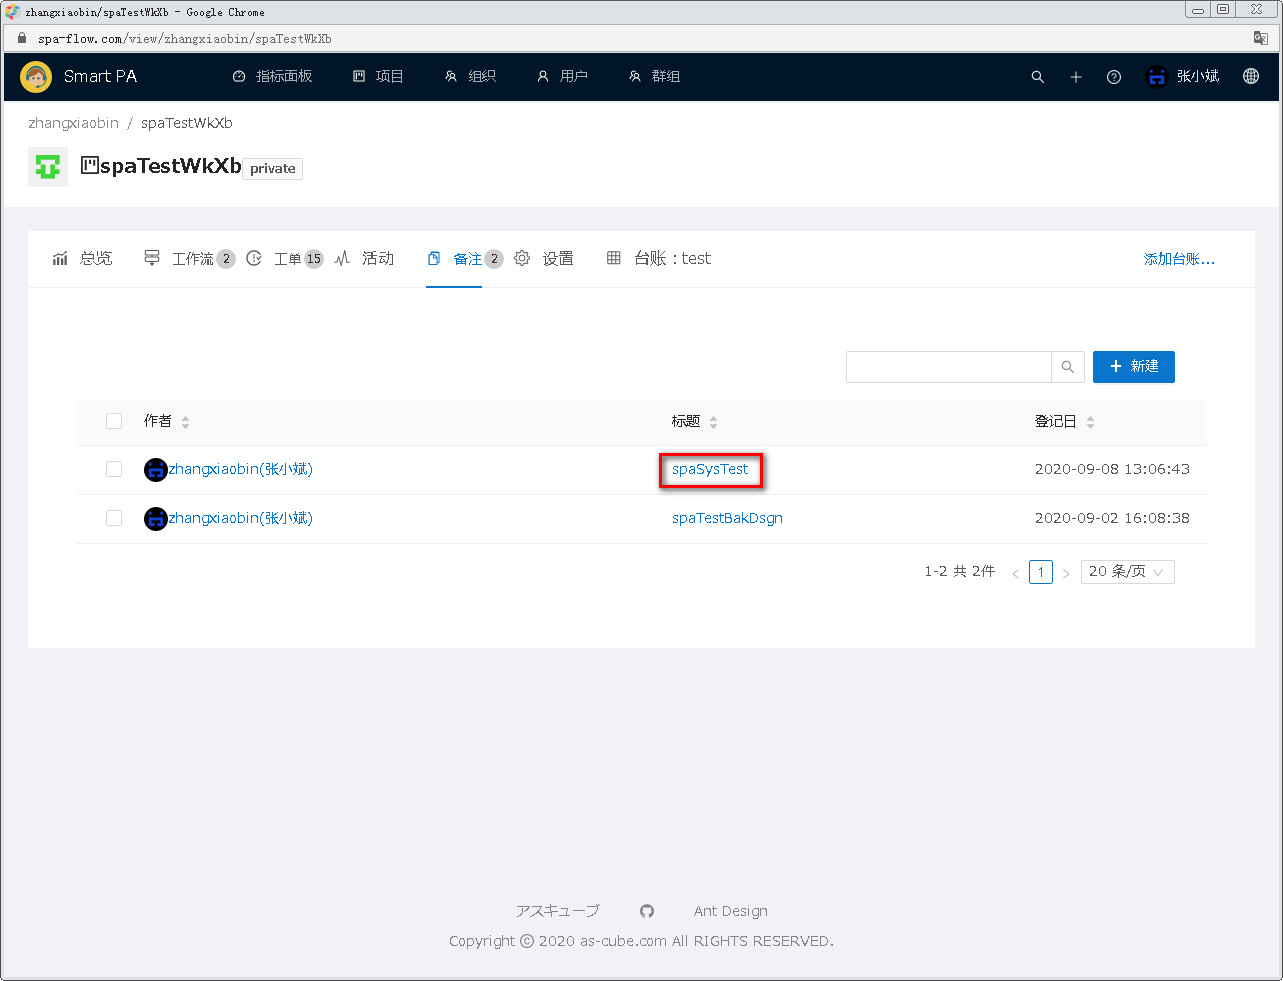 zhangxiaobin/spaTestWkXb - Google Chrome
spa-flow.com/view/zhangxiaobin/spaTestWkXb
Smart PA 指标面板 项目 组织 用户 群组 张小斌
zhangxiaobin / spaTestWkXb
spaTestWkXb private
总览 工作流 2 工单 15 活动 备注 2 设置 台账：test 添加台账...
新建
作者 标题 登记日
zhangxiaobin(张小斌) spaSysTest 2020-09-08 13:06:43
zhangxiaobin(张小斌) spaTestBakDsgn 2020-09-02 16:08:38
1-2 共 2件 < 1 > 20 条/页
アスキューブ Ant Design
Copyright © 2020 as-cube.com All RIGHTS RESERVED.